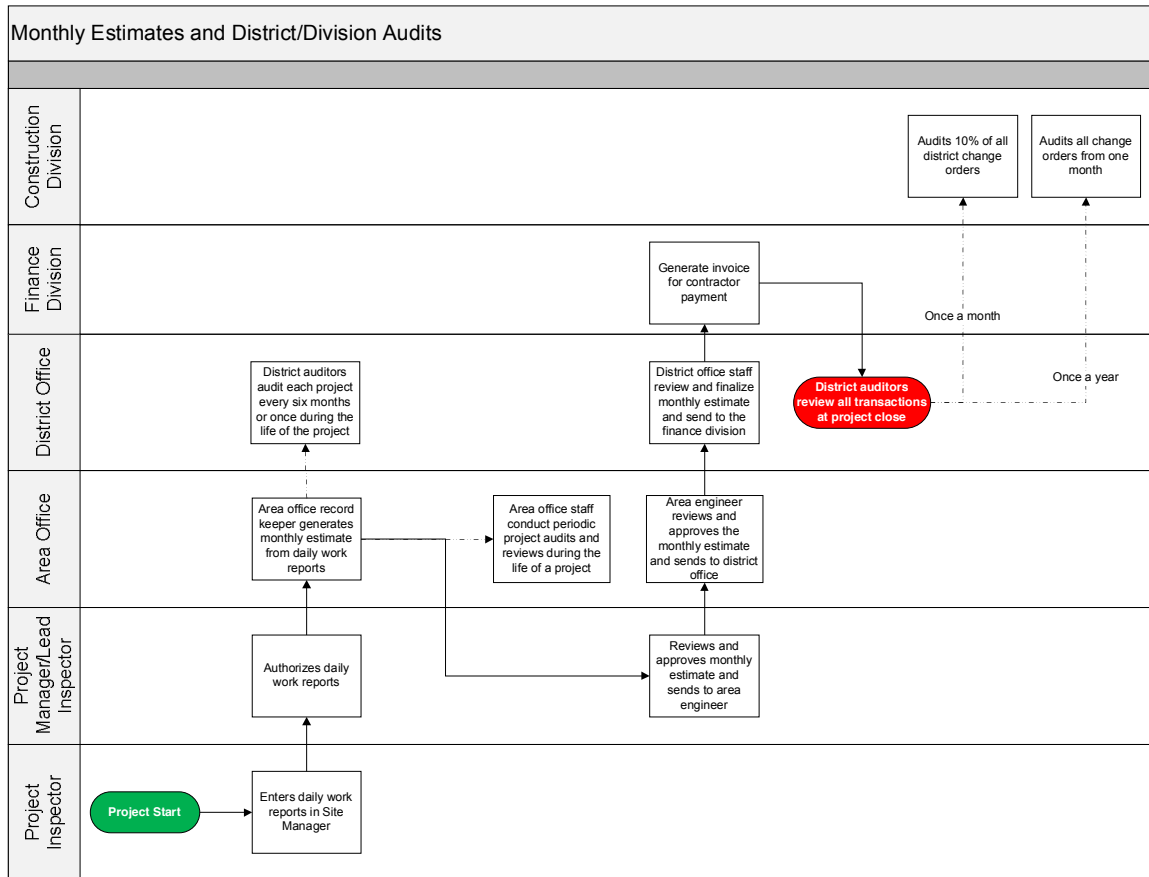 Monthly Estimates and District/Division Audits
Construction
Division
Audits 10% of all
district change
orders
Audits all change
orders from one
month
Finance
Division
Generate invoice
for contractor
payment
Once a month
District Office
District auditors
audit each project
every six months
or once during the
life of the project
District office staff
review and finalize
monthly estimate
and send to the
finance division
District auditors
review all transactions
at project close
Once a year
Area Office
Area office record
keeper generates
monthly estimate
from daily work
reports
Area office staff
conduct periodic
project audits and
reviews during the
life of a project
Area engineer
reviews and
approves the
monthly estimate
and sends to district
office
Project
Manager/Lead
Inspector
Authorizes daily
work reports
Reviews and
approves monthly
estimate and
sends to area
engineer
Project
Inspector
Project Start
Enters daily work
reports in Site
Manager